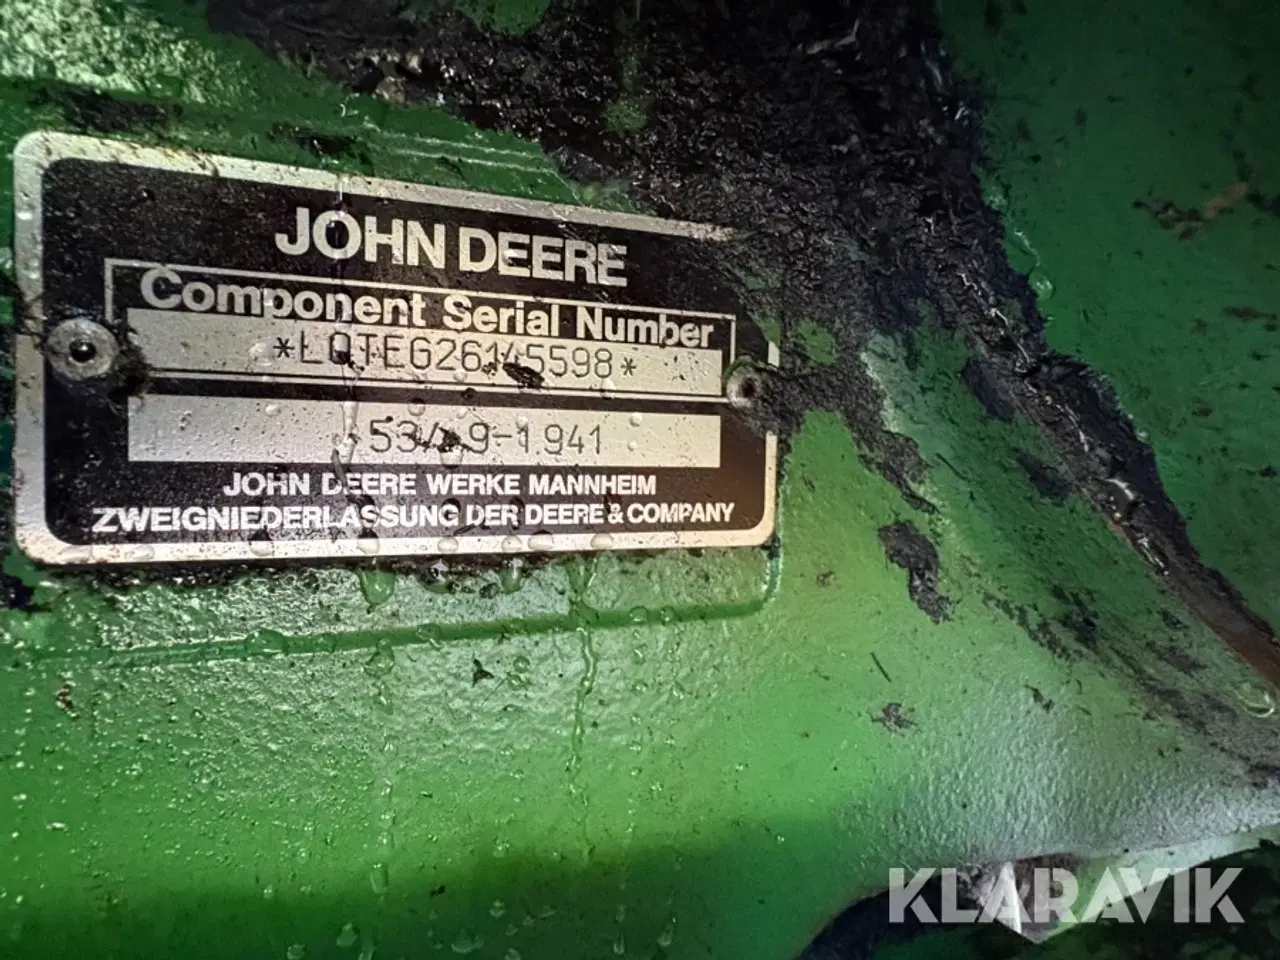 JOHN DEERE
Component Serial Number
JOHN DEERE WERKE MANNHEIM
ZWEIGNIEDERLASSUNG DER DEERE & COMPANY
KLARAVIK